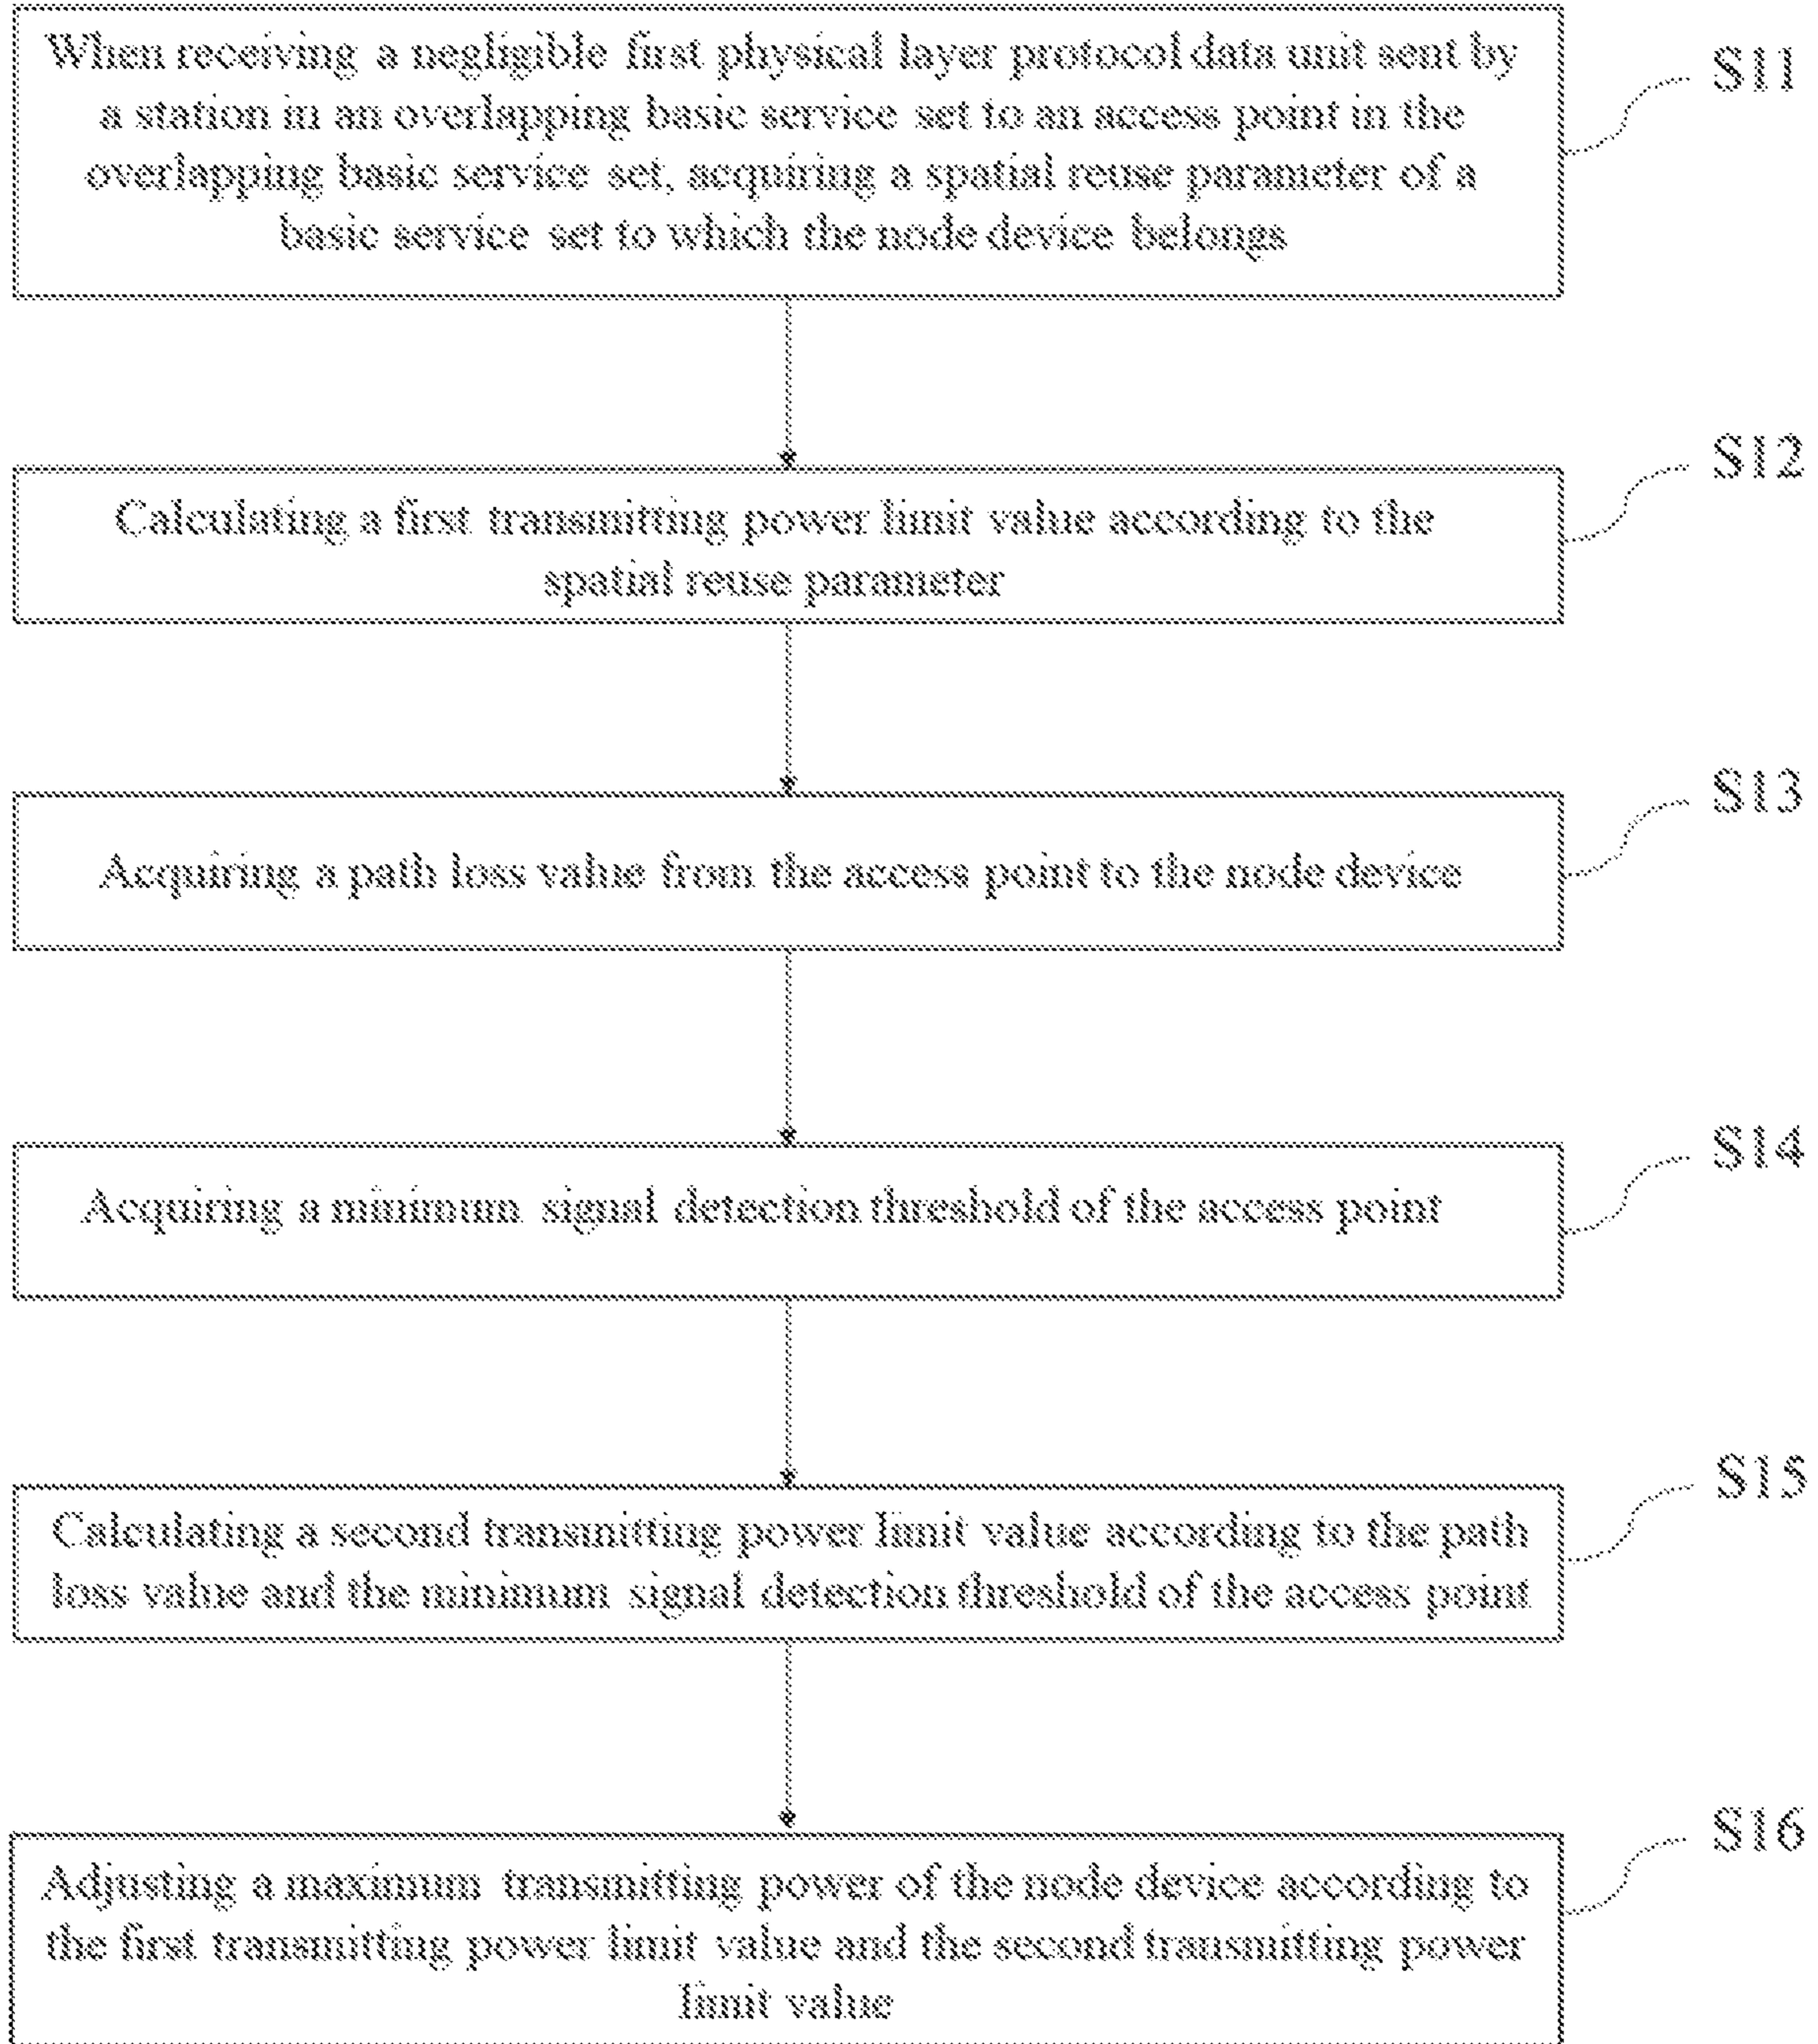 When receiving a negligible first physical layer protocol data unit sent by
a station in an overlapping basic service set to an access point in the
overlapping basic service set, acquiring a spatial reuse parameter of a
basic service set to which the node device belongs
S11
Calculating a first transmitting power limit value according to the
spatial reuse parameter
S12
Acquiring a path loss value from the access point to the node device
S13
Acquiring a minimum signal detection threshold of the access point
S14
Calculating a second transmitting power limit value according to the path
loss value and the minimum signal detection threshold of the access point
S15
Adjusting a maximum transmitting power of the node device according to
the first transmitting power limit value and the second transmitting power
limit value
S16